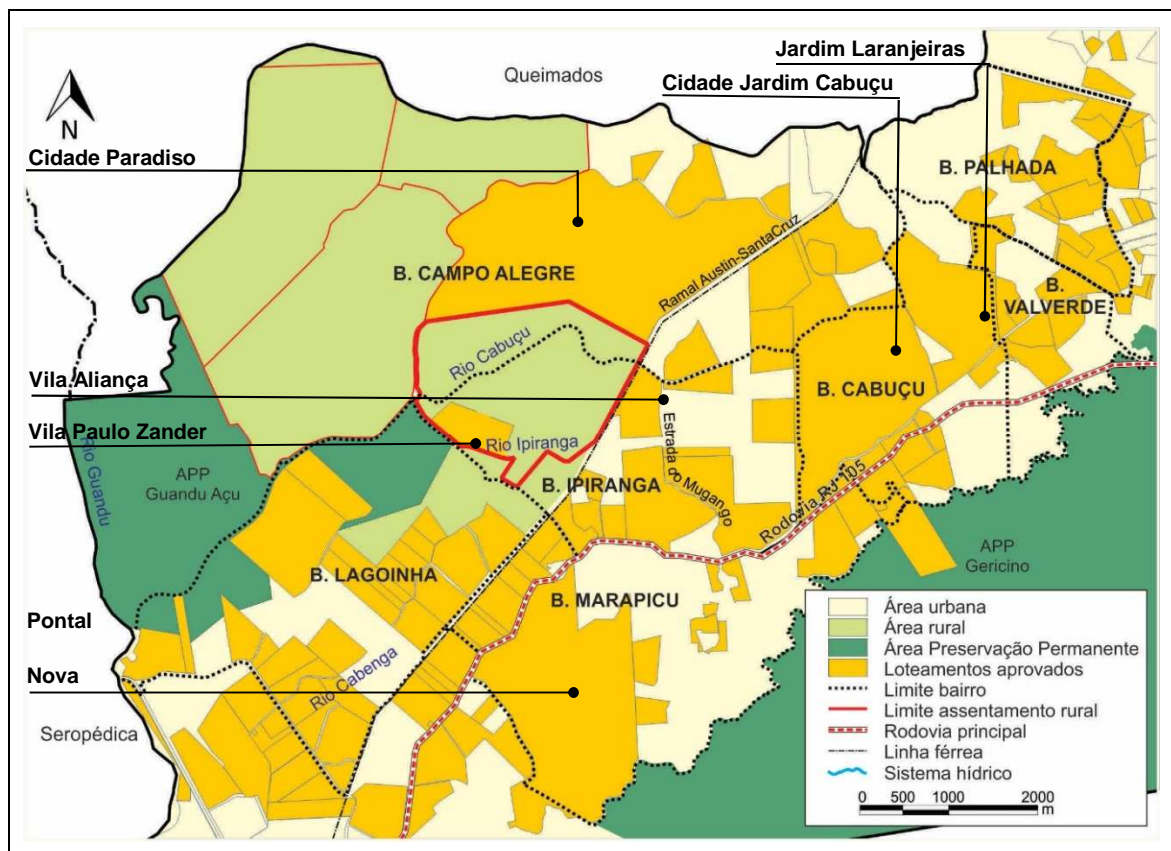 Jardim Laranjeiras
Queimados
Cidade Jardim Cabuçu
N
Cidade Paradiso
B. PALHADA
B. CAMPO ALEGRE
Ramal Austin-SantaCruz
B.
VALVERDE
Rio Cabuçu
Vila Aliança
B. CABUÇU
Vila Paulo Zander
Rio Ipiranga
Estrada do Mugango
Rio Guandu
APP
Guandu Açu
B. IPIRANGA
Rodovia RJ 105
APP
Gericino
B. LAGOINHA
B. MARAPICU
Pontal
Rio Cabenga
Nova
Seropédica
Área urbana
Área rural
Área Preservação Permanente
Loteamentos aprovados
Limite bairro
Limite assentamento rural
Rodovia principal
Linha férrea
Sistema hídrico
0 500 1000 2000
m